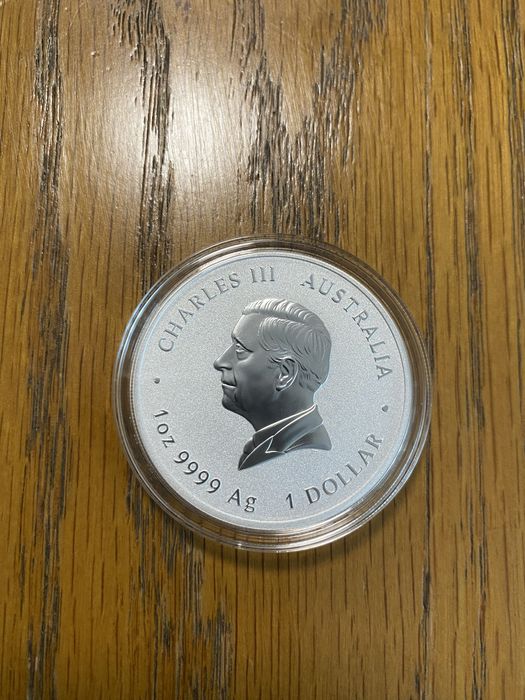 CHARLES III AUSTRALIA
1oz 9999 Ag 1 DOLLAR